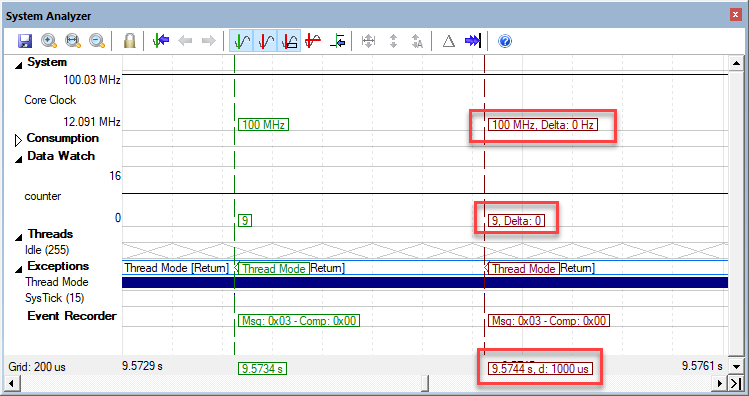 System Analyzer
System
100.03 MHz
Core Clock
12.091 MHz
100 MHz
100 MHz, Delta: 0 Hz
Consumption
Data Watch
16
counter
0
9
9, Delta: 0
Threads
Idle (255)
Exceptions
Thread Mode [Return] Thread Mode Return] Thread Mode Return]
Thread Mode
SysTick (15)
Event Recorder
Msg: 0x03 - Comp: 0x00 Msg: 0x03 - Comp: 0x00
Grid: 200 us 9.5729 s 9.5734 s 9.5744 s, d: 1000 us 9.5761 s